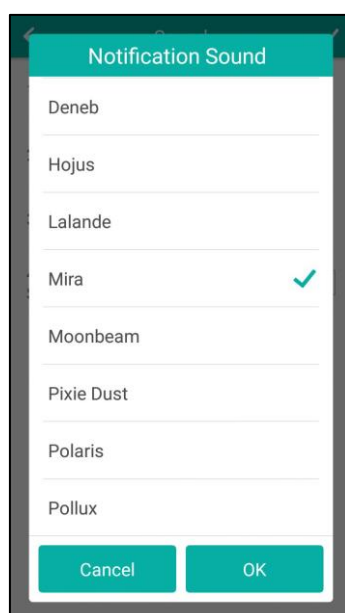 Notification Sound
Deneb
Hojus
Lalande
Mira
Moonbeam
Pixie Dust
Polaris
Pollux
Cancel
OK